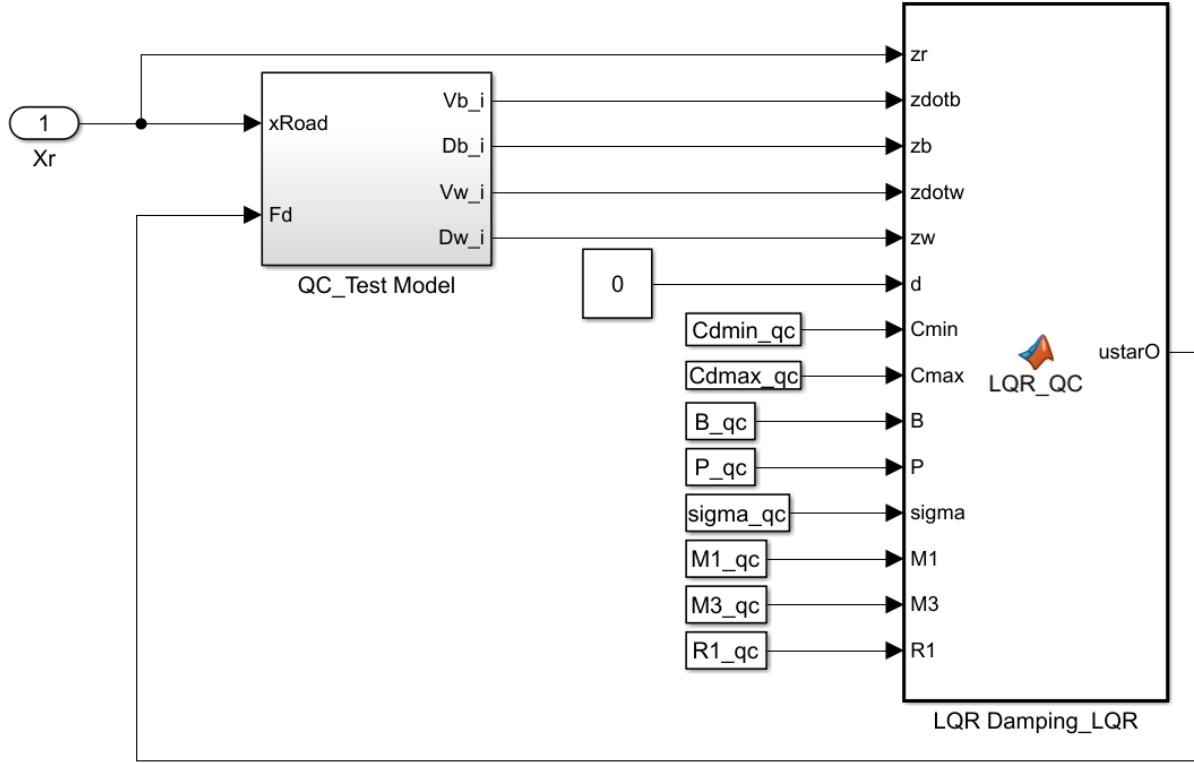 zr
1
Xr
xRoad
Fd
Vb_i
Db_i
Vw_i
Dw_i
QC_Test Model
zdotb
zb
zdotw
zw
0
d
Cdmin_qc
Cmin
Cdmax_qc
Cmax
B_qc
B
P_qc
P
sigma_qc
sigma
M1_qc
M1
M3_qc
M3
R1_qc
R1
LQR_QC
ustarO
LQR Damping_LQR